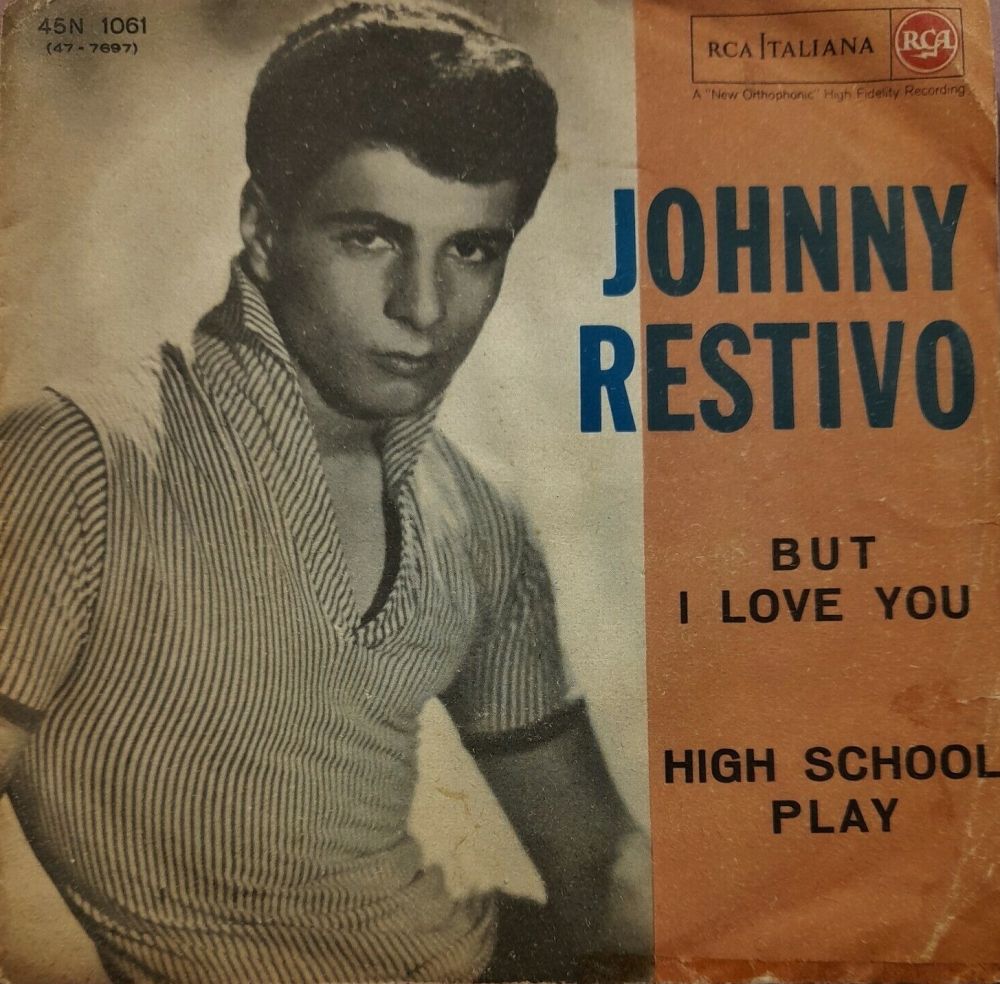 45N 1061
(47-7697)
RCA ITALIANA
RCA
A "New Orthophonic" High Fidelity Recording
JOHNNY
RESTIVO
BUT
I LOVE YOU
HIGH SCHOOL
PLAY